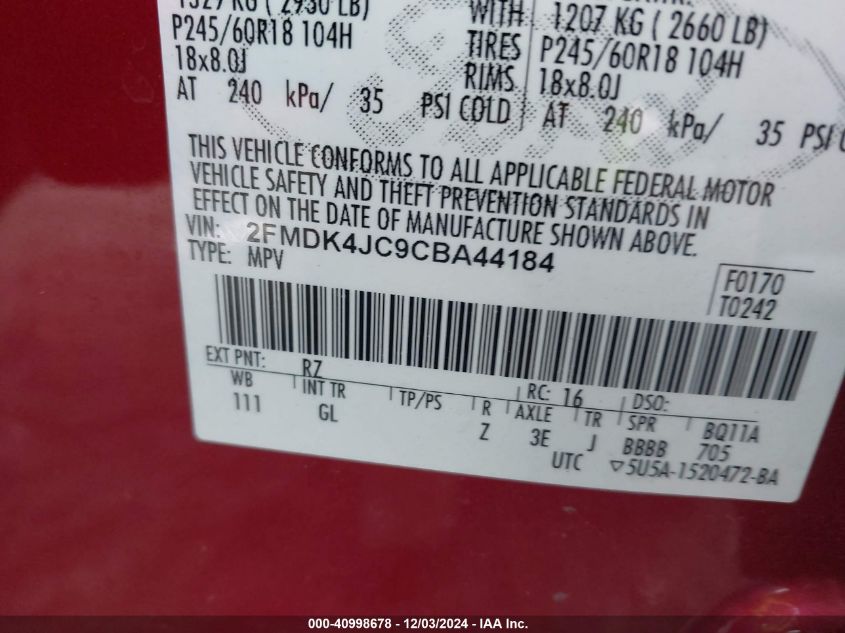 1327 KG ( 2930 LB)
P245/60R18 104H
18x8.0J
AT 240 kPa/ 35 PSI COLD
WITH 1207 KG ( 2660 LB)
TIRES P245/60R18 104H
RIMS 18x8.0J
AT 240 kPa/ 35 PSI
THIS VEHICLE CONFORMS TO ALL APPLICABLE FEDERAL MOTOR
VEHICLE SAFETY AND THEFT PREVENTION STANDARDS IN
EFFECT ON THE DATE OF MANUFACTURE SHOWN ABOVE.
VIN: 2FMDK4JC9CBA44184
TYPE: MPV
F0170
T0242
EXT PNT: RZ RC: 16 DSO:
WB INT TR TP/PS R AXLE TR SPR BQ11A
111 GL Z 3E J BBBB 705
UTC ▽5U5A-1520472-BA
000-40998678 - 12/03/2024 - IAA Inc.